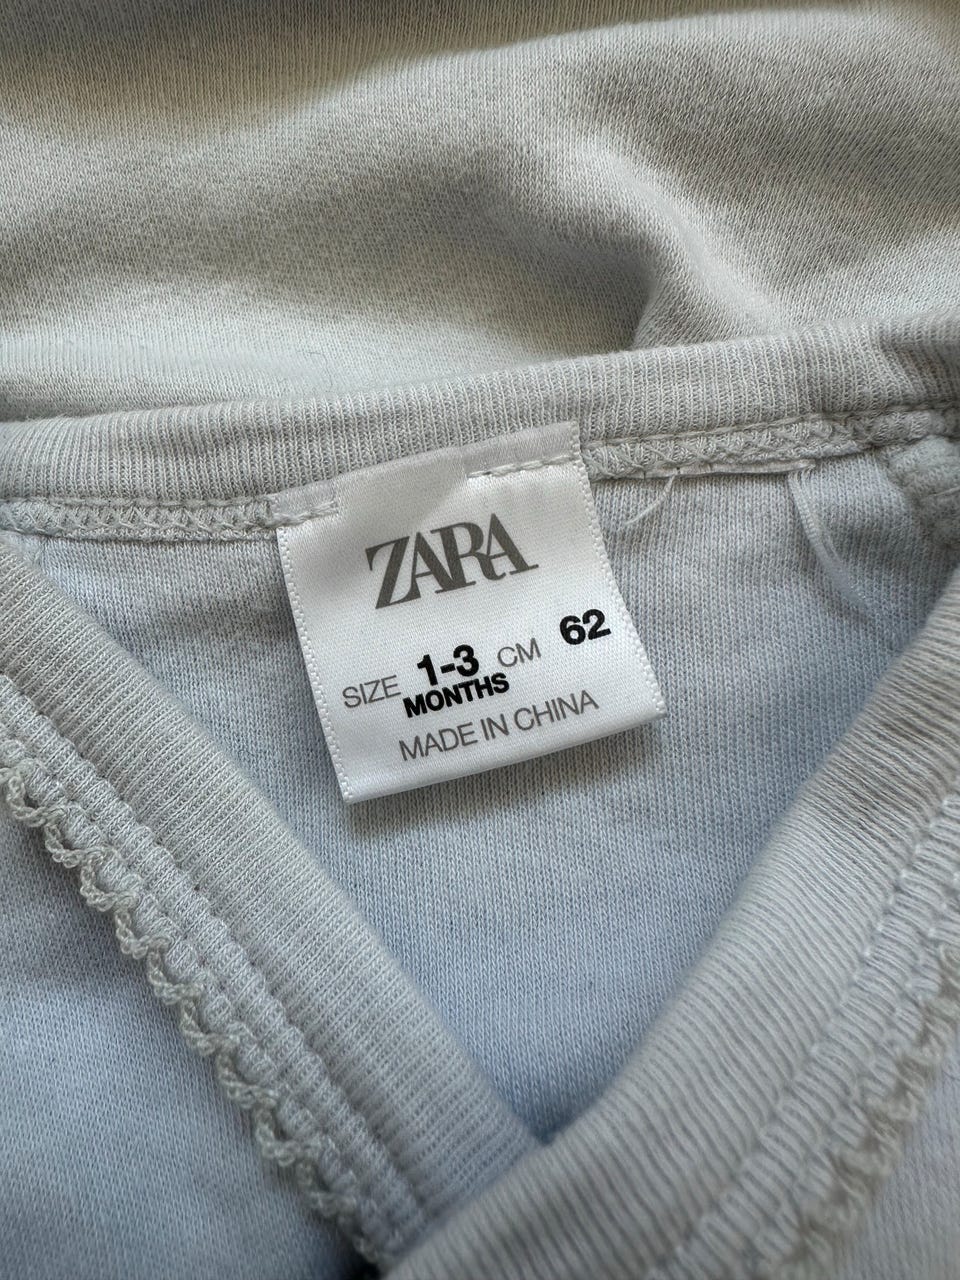 ZARA
SIZE 1-3 MONTHS CM 62
MADE IN CHINA